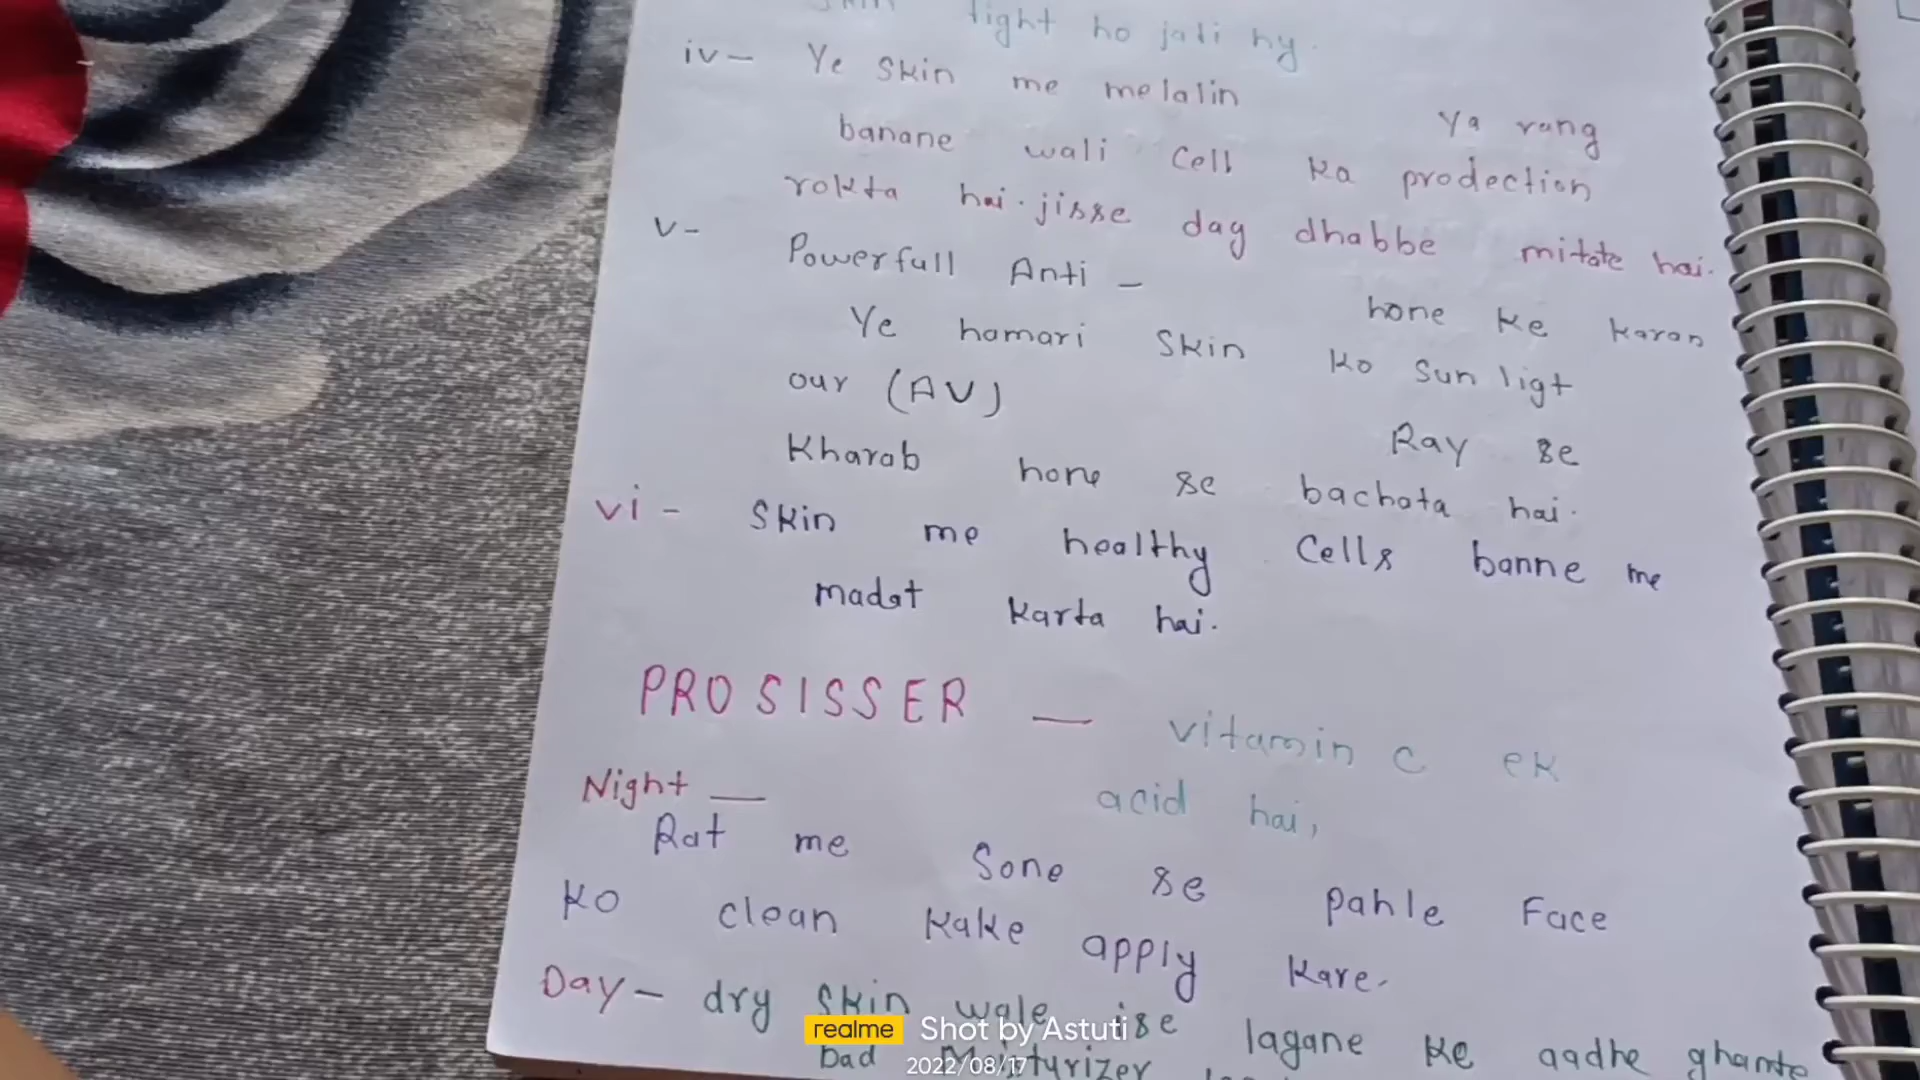 skin tight ho jati hy.
iv- Ye skin me melalin ya rang
banane wali Cell ka prodection
rokta hai. jisse dag dhabbe mitate hai.
v- Powerfull Anti - hone ke karan
Ye hamari skin ko sun ligt
our (AV) Ray se
Kharab hone se bachata hai.
vi- skin me healthy Cells banne me
madat karta hai.
PROSISSER — vitamin c ek
acid hai,
Night —
Rat me Sone se pahle Face
ko clean kake apply kare.
Day- dry skin wale ise lagane ke aadhe ghante
bad Moisturizer
realme Shot by Astuti
2022/08/17